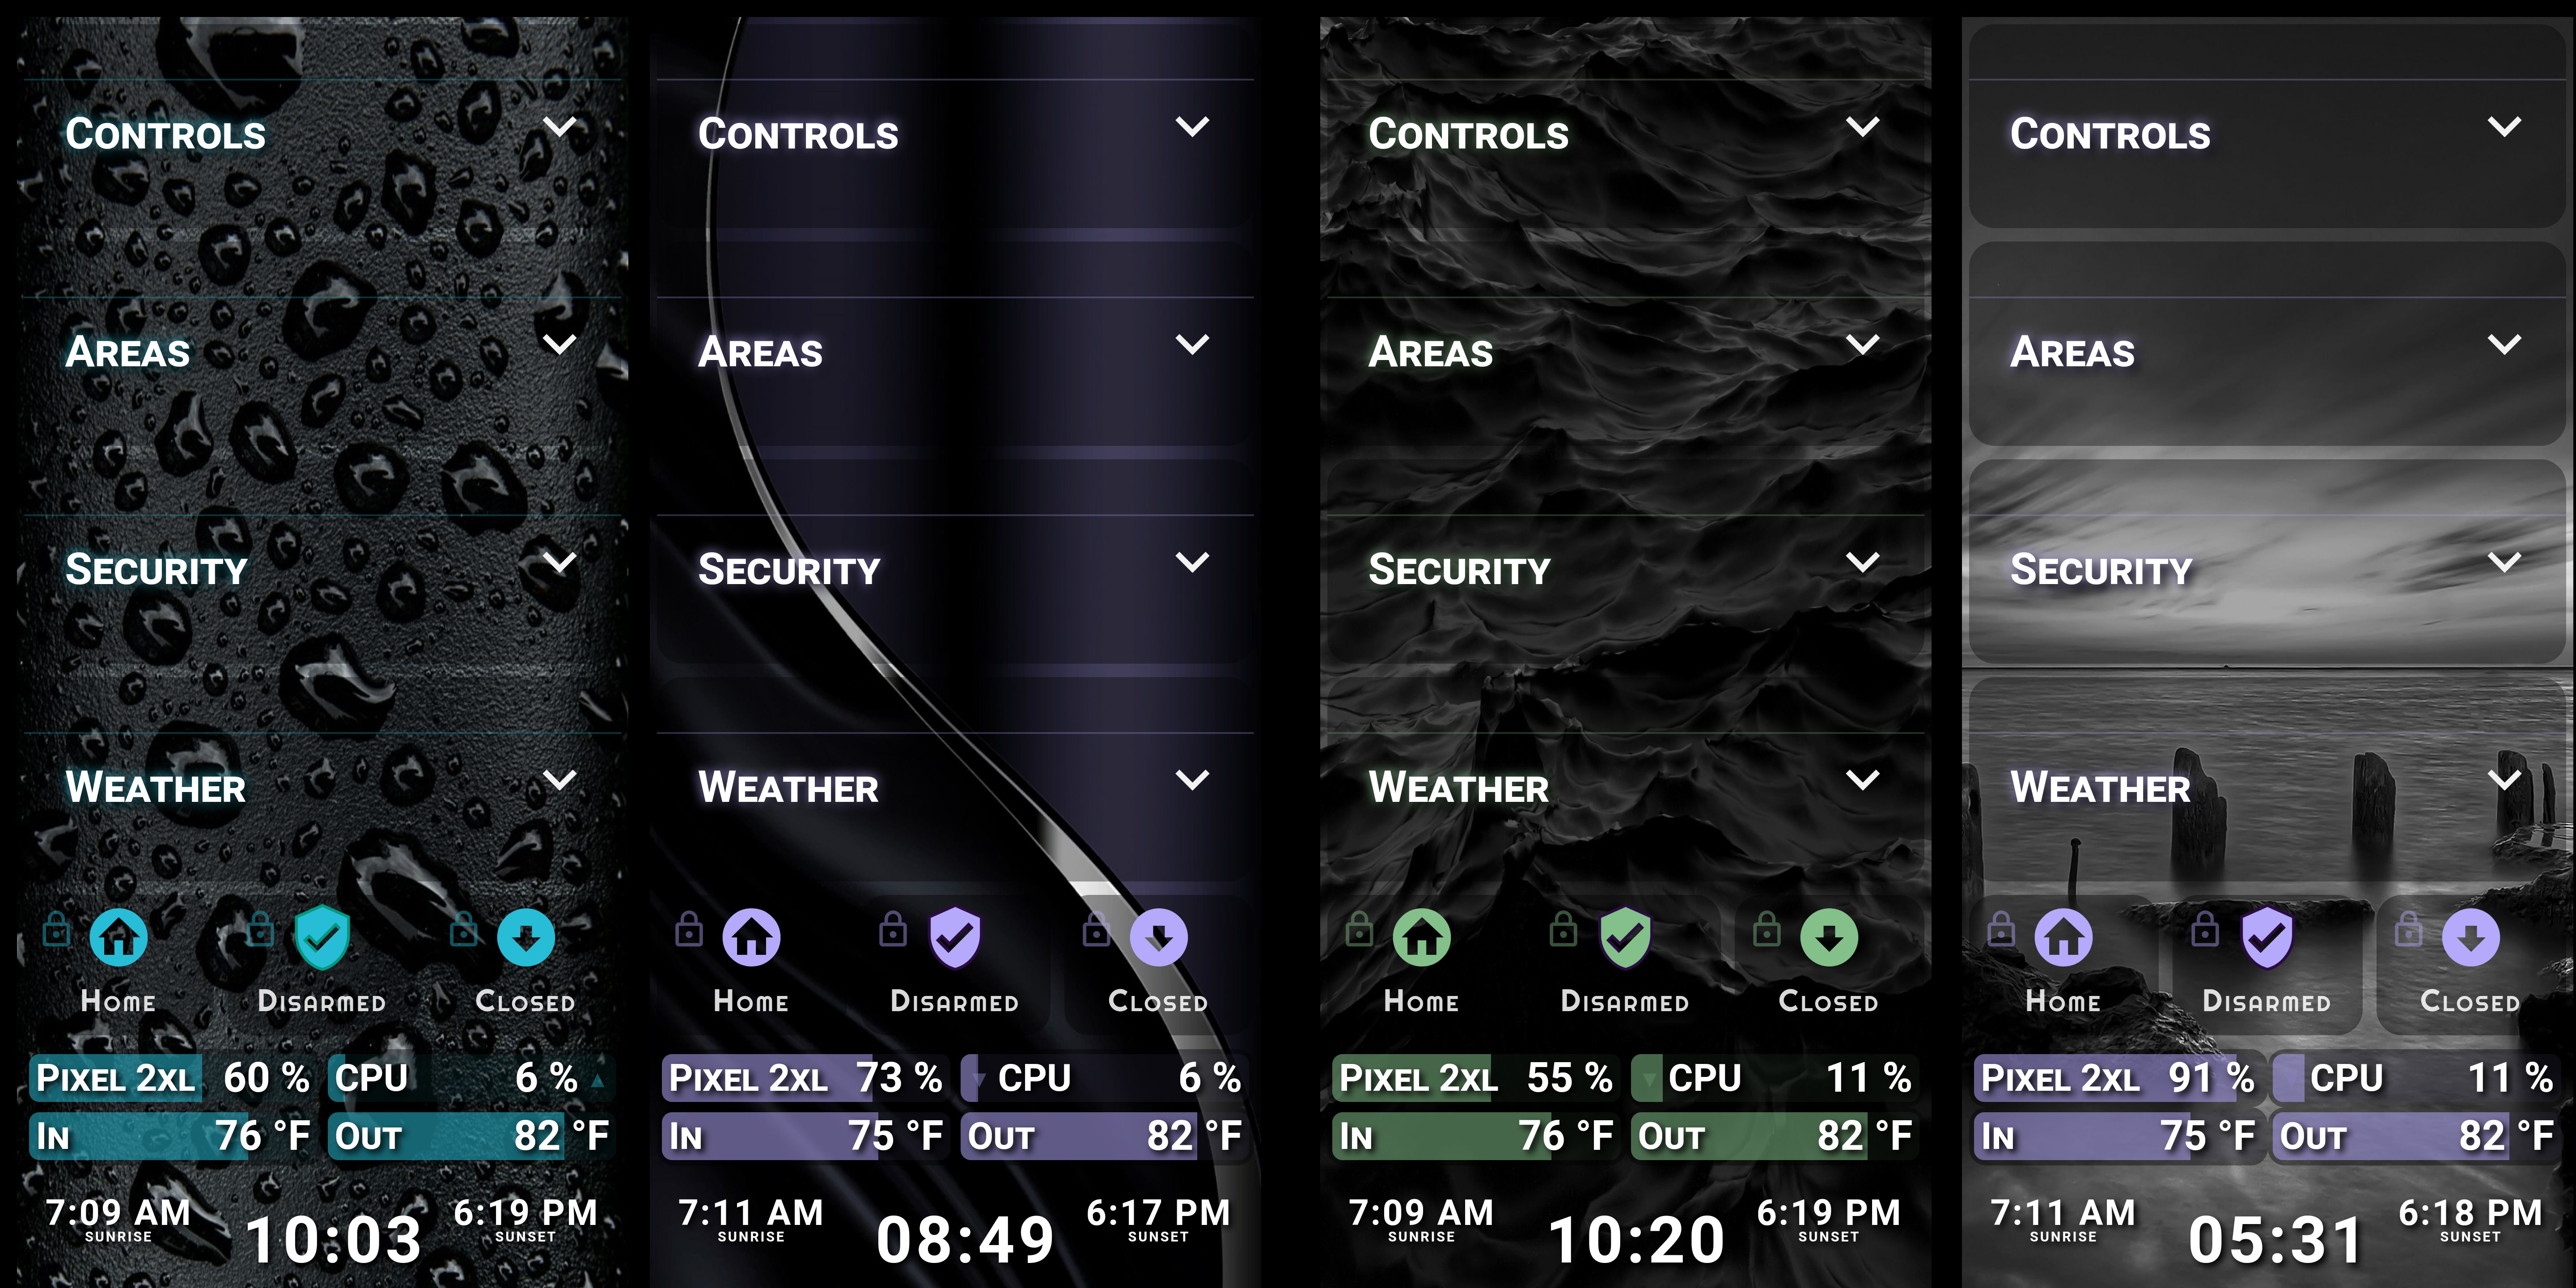 CONTROLS
AREAS
SECURITY
WEATHER
HOME DISARMED CLOSED
PIXEL 2XL 60 % CPU 6 %
IN 76 °F OUT 82 °F
7:09 AM 10:03 6:19 PM
SUNRISE SUNSET
CONTROLS
AREAS
SECURITY
WEATHER
HOME DISARMED CLOSED
PIXEL 2XL 73 % CPU 6 %
IN 75 °F OUT 82 °F
7:11 AM 08:49 6:17 PM
SUNRISE SUNSET
CONTROLS
AREAS
SECURITY
WEATHER
HOME DISARMED CLOSED
PIXEL 2XL 55 % CPU 11 %
IN 76 °F OUT 82 °F
7:09 AM 10:20 6:19 PM
SUNRISE SUNSET
CONTROLS
AREAS
SECURITY
WEATHER
HOME DISARMED CLOSED
PIXEL 2XL 91 % CPU 11 %
IN 75 °F OUT 82 °F
7:11 AM 05:31 6:18 PM
SUNRISE SUNSET